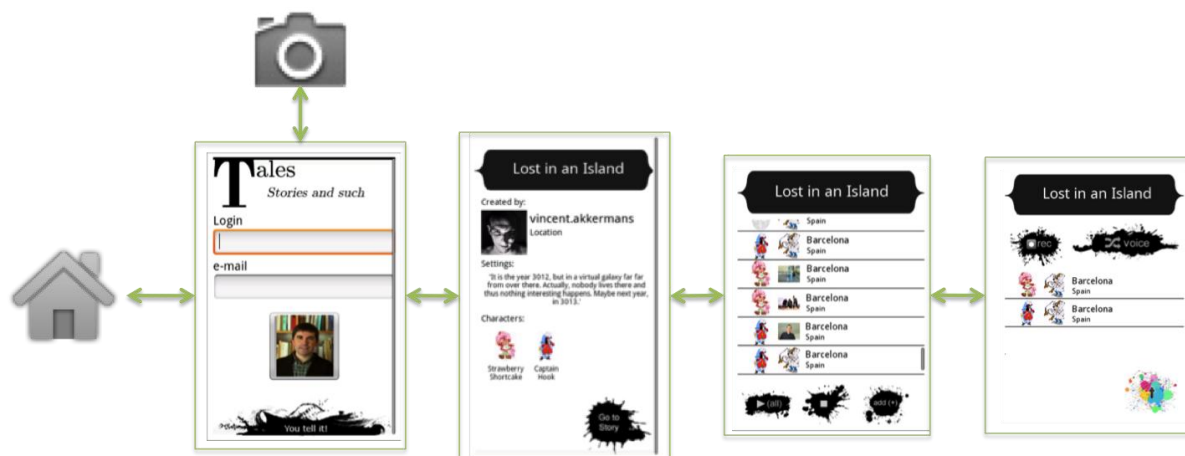 Tales
Stories and such
Login
e-mail
You tell it!
Lost in an Island
Created by:
vincent.akkermans
Location
Settings:
'It is the year 3012, but in a virtual galaxy far far
from over there. Actually, nobody lives there and
thus nothing interesting happens. Maybe next year,
in 3013.'
Characters:
Strawberry
Shortcake
Captain
Hook
Go to
Story
Lost in an Island
Spain
Barcelona
Spain
Barcelona
Spain
Barcelona
Spain
Barcelona
Spain
Barcelona
Spain
(all)
add (+)
Lost in an Island
rec
voice
Barcelona
Spain
Barcelona
Spain